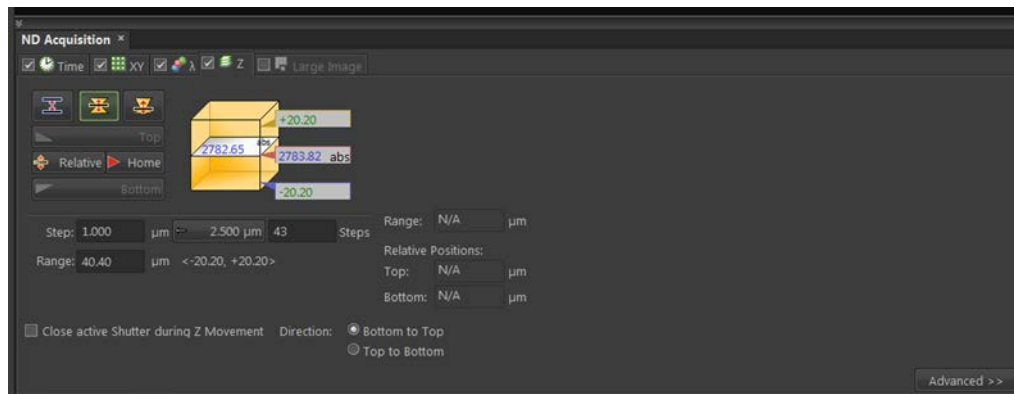 ND Acquisition ×
Time XY λ Z Large Image
+20.20
Top
2782.65 abs
2783.82 abs
Relative Home
Bottom
-20.20
Step: 1.000 µm 2.500 µm 43 Steps
Range: 40.40 µm <-20.20, +20.20>
Range: N/A µm
Relative Positions:
Top: N/A µm
Bottom: N/A µm
Close active Shutter during Z Movement Direction: Bottom to Top
Top to Bottom
Advanced >>